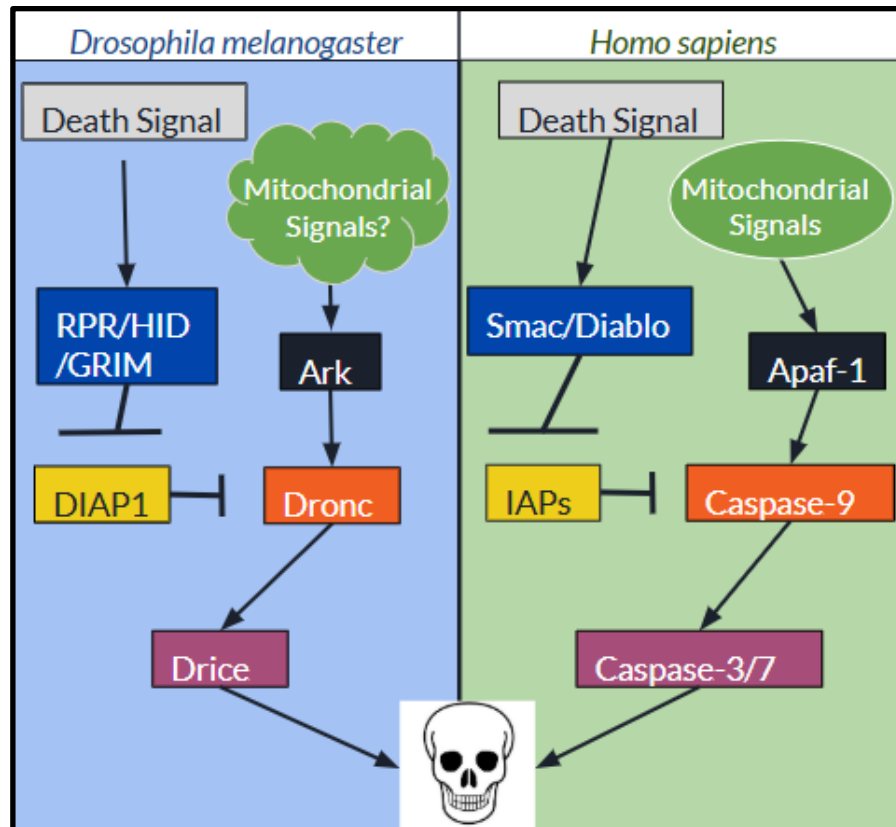 Drosophila melanogaster
Homo sapiens
Death Signal
Mitochondrial
Signals?
RPR/HID
/GRIM
Ark
DIAP1
Dronc
Drice
Death Signal
Mitochondrial
Signals
Smac/Diablo
Apaf-1
IAPs
Caspase-9
Caspase-3/7